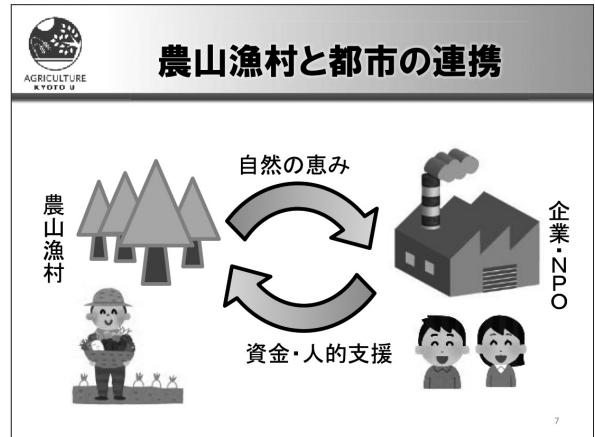 AGRICULTURE
KYOTO U
農山漁村と都市の連携
自然の恵み
農山漁村
企業・NPO
資金・人的支援
7